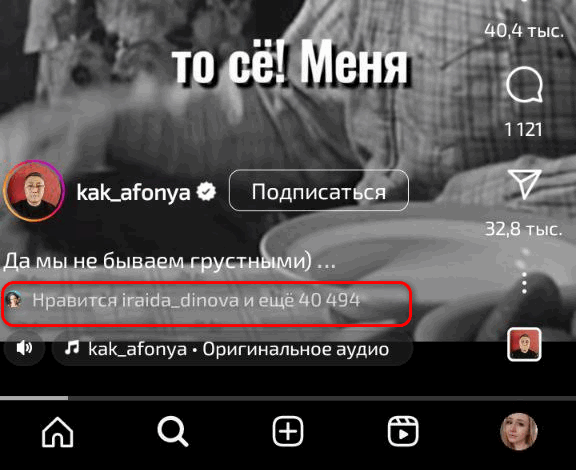 40,4 тыс.
то сё! Меня
1 121
kak_afonya
Подписаться
32,8 тыс.
Да мы не бываем грустными) ...
Нравится iraida_dinova и ещё 40 494
kak_afonya • Оригинальное аудио